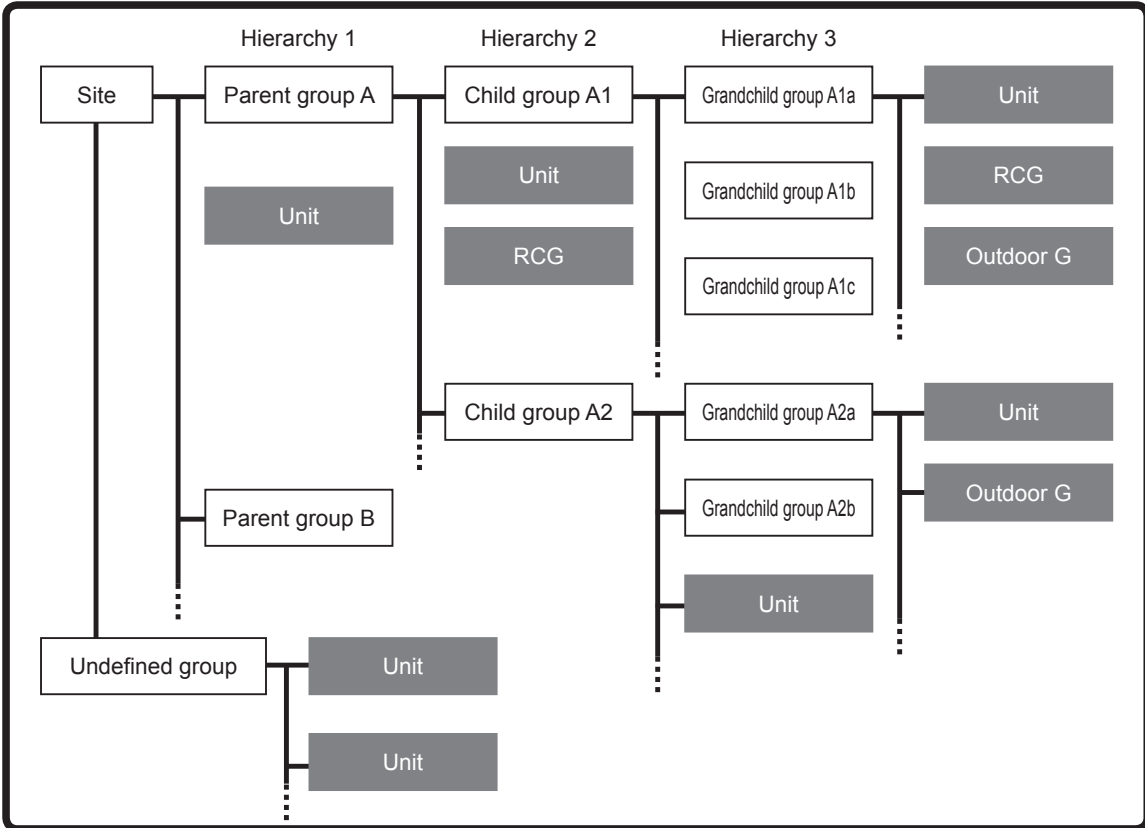 Hierarchy 1
Hierarchy 2
Hierarchy 3
Site
Parent group A
Child group A1
Grandchild group A1a
Unit
Unit
Unit
Grandchild group A1b
RCG
RCG
Grandchild group A1c
Outdoor G
Child group A2
Grandchild group A2a
Unit
Parent group B
Grandchild group A2b
Outdoor G
Unit
Undefined group
Unit
Unit